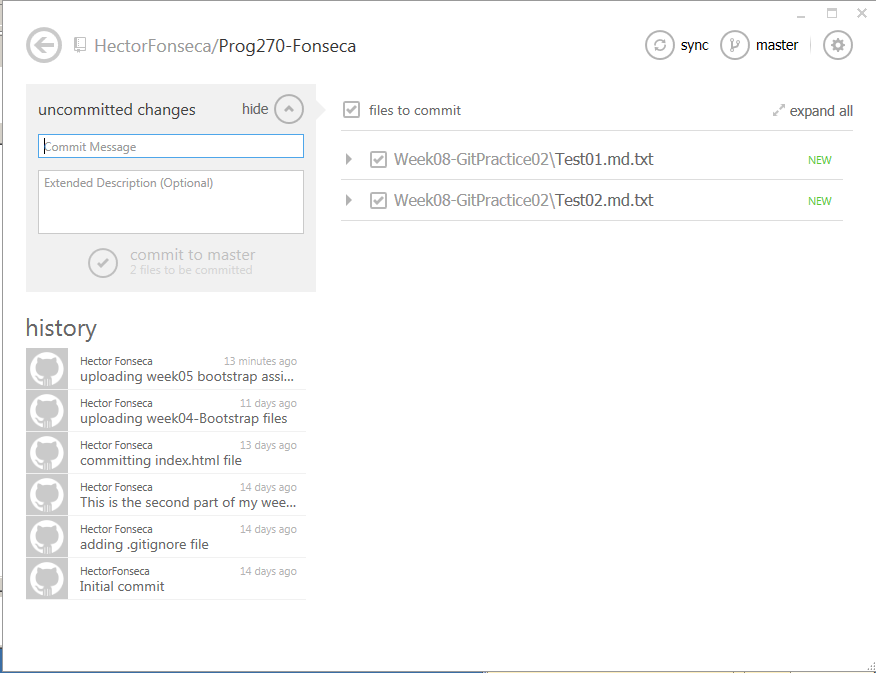 HectorFonseca/Prog270-Fonseca
sync
master
uncommitted changes
hide
Commit Message
Extended Description (Optional)
commit to master
2 files to be committed
files to commit
expand all
Week08-GitPractice02\Test01.md.txt
NEW
Week08-GitPractice02\Test02.md.txt
NEW
history
Hector Fonseca 13 minutes ago
uploading week05 bootstrap assi...
Hector Fonseca 11 days ago
uploading week04-Bootstrap files
Hector Fonseca 13 days ago
committing index.html file
Hector Fonseca 14 days ago
This is the second part of my wee...
Hector Fonseca 14 days ago
adding .gitignore file
HectorFonseca 14 days ago
Initial commit